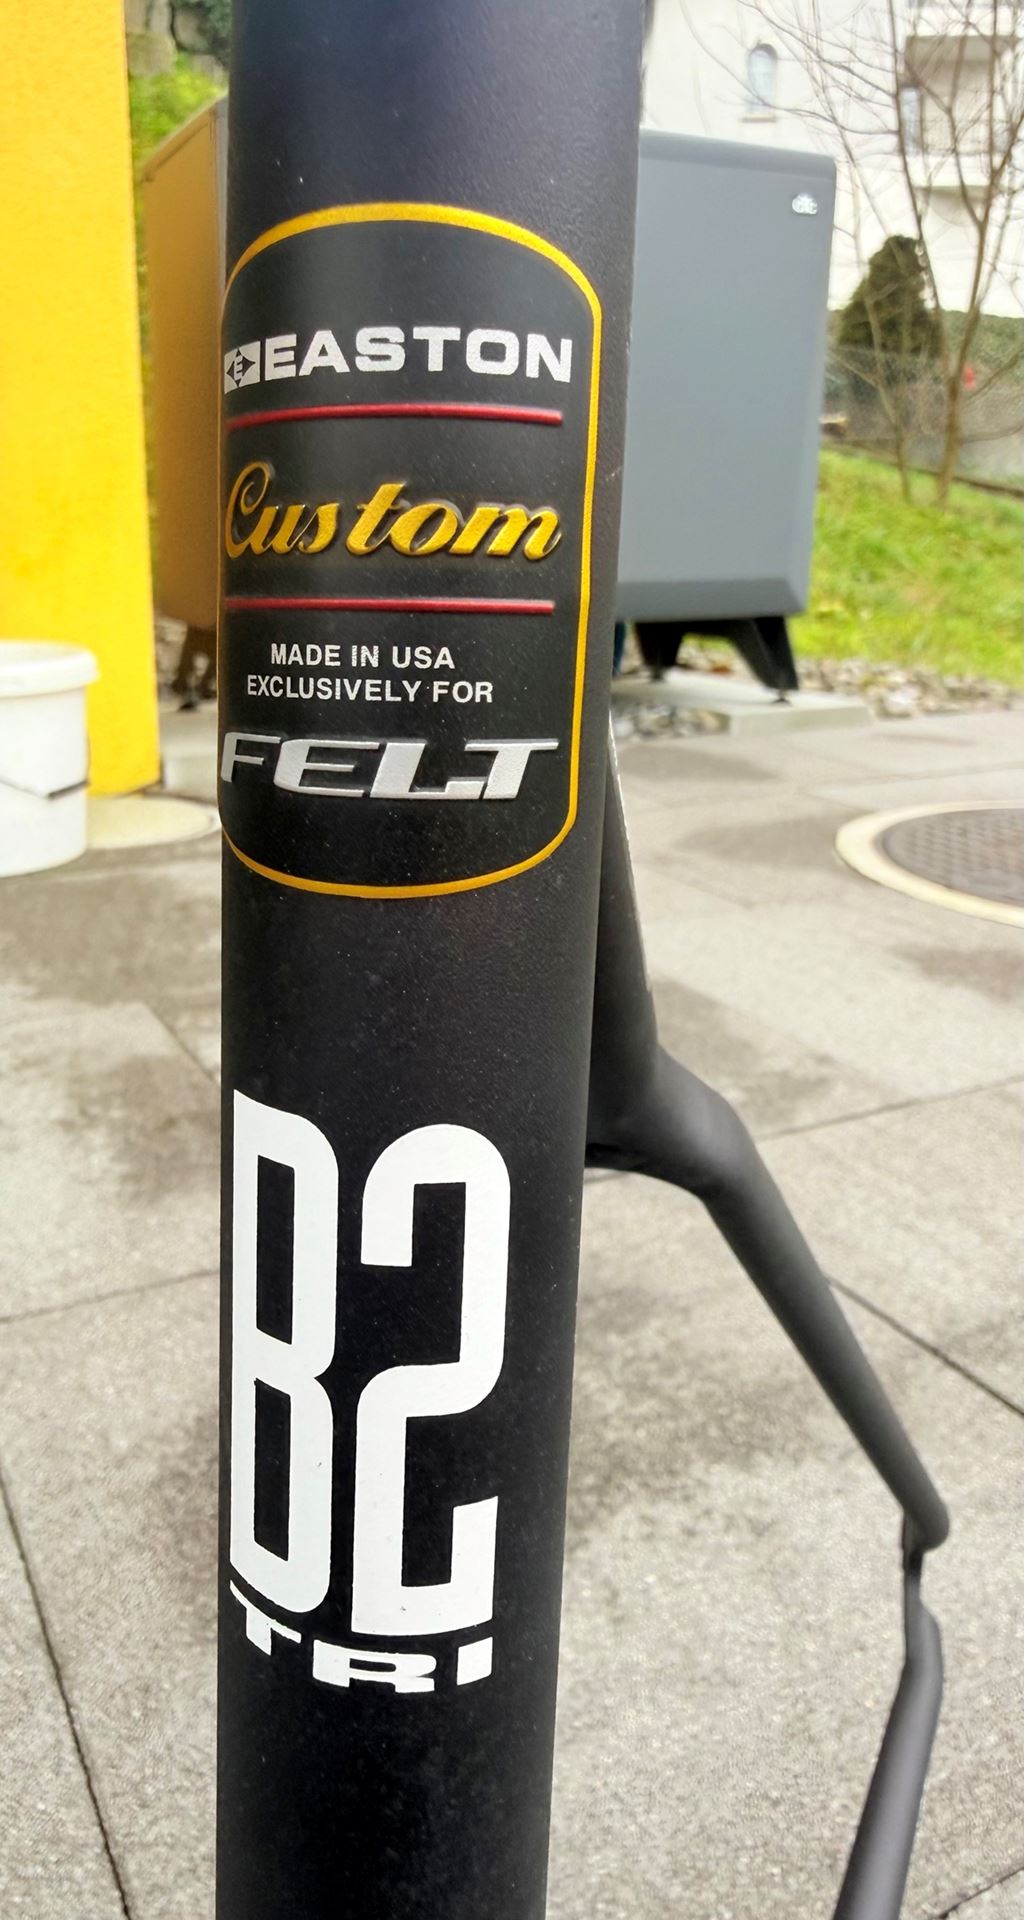 E EASTON
Custom
MADE IN USA
EXCLUSIVELY FOR
FELT
B2
TRI